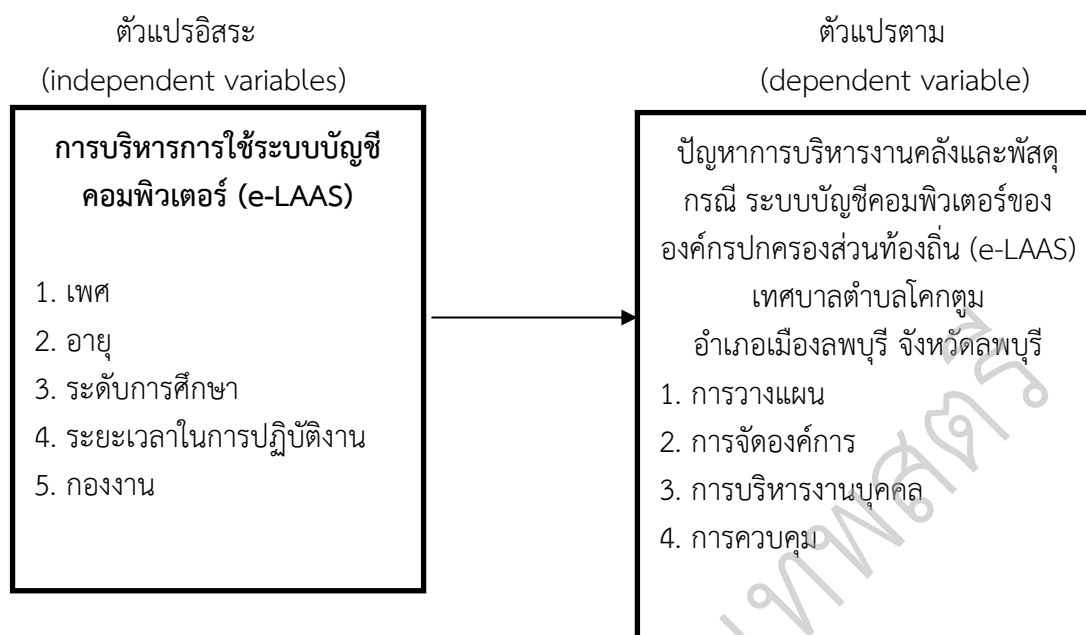 ตัวแปรอิสระ
(independent variables)
การบริหารการใช้ระบบบัญชี
คอมพิวเตอร์ (e-LAAS)
1. เพศ
2. อายุ
3. ระดับการศึกษา
4. ระยะเวลาในการปฏิบัติงาน
5. กองงาน
ตัวแปรตาม
(dependent variable)
ปัญหาการบริหารงานคลังและพัสดุ
กรณี ระบบบัญชีคอมพิวเตอร์ของ
องค์กรปกครองส่วนท้องถิ่น (e-LAAS)
เทศบาลตำบลโคกตูม
อำเภอเมืองลพบุรี จังหวัดลพบุรี
1. การวางแผน
2. การจัดองค์การ
3. การบริหารงานบุคคล
4. การควบคุม